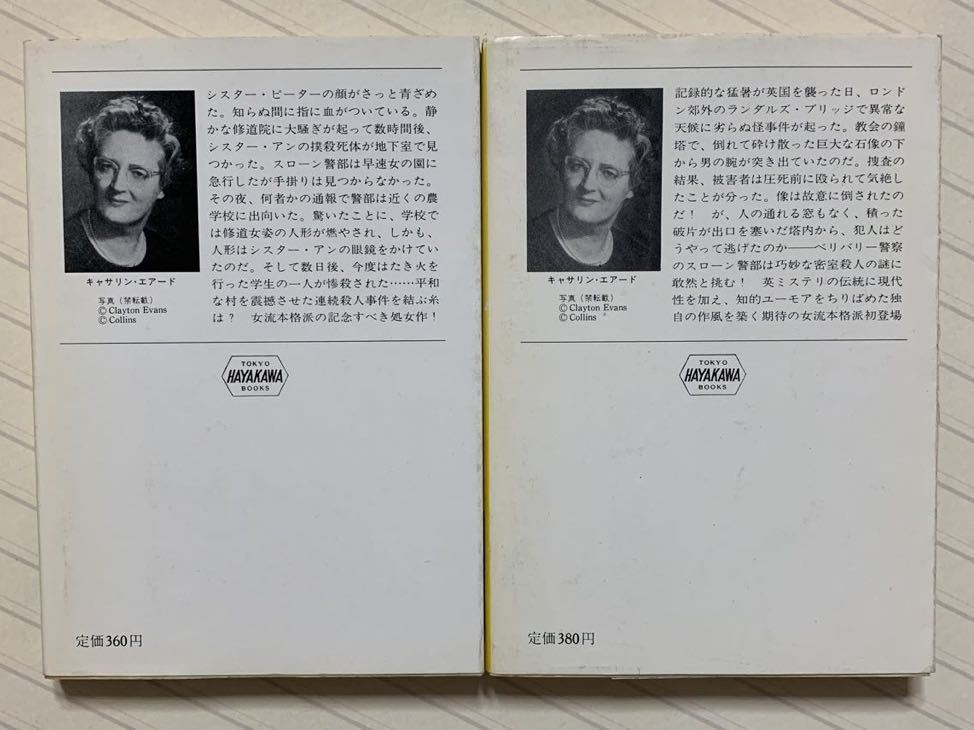 シスター・ピーターの顔がさっと青ざめ
た。知らぬ間に指に血がついている。静
かな修道院に大騒ぎが起って数時間後、
シスター・アンの撲殺死体が地下室で見
つかった。スローン警部は早速女の園に
急行したが手掛りは見つからなかった。
その夜、何者かの通報で警部は近くの農
学校に出向いた。驚いたことに、学校で
は修道女姿の人形が燃やされ、しかも、
人形はシスター・アンの眼鏡をかけてい
たのだ。そして数日後、今度はたき火を
行った学生の一人が惨殺された……平和
な村を震撼させた連続殺人事件を結ぶ糸
は？　女流本格派の記念すべき処女作！
キャサリン・エアード
写真（禁転載）
© Clayton Evans
© Collins
TOKYO
HAYAKAWA
BOOKS
定価360円
記録的な猛暑が英国を襲った日、ロンド
ン郊外のランダルズ・ブリッジで異常な
天候に劣らぬ怪事件が起った。教会の鐘
塔で、倒れて砕け散った巨大な石像の下
から男の腕が突き出ていたのだ。捜査の
結果、被害者は圧死前に殴られて気絶し
たことが分った。像は故意に倒されたの
だ！　が、人の通れる窓もなく、積った
破片が出口を塞いだ塔内から、犯人はど
うやって逃げたのか――ベリバリー警察
のスローン警部は巧妙な密室殺人の謎に
敢然と挑む！　英ミステリの伝統に現代
性を加え、知的ユーモアをちりばめた独
自の作風を築く期待の女流本格派初登場
キャサリン・エアード
写真（禁転載）
© Clayton Evans
© Collins
TOKYO
HAYAKAWA
BOOKS
定価380円